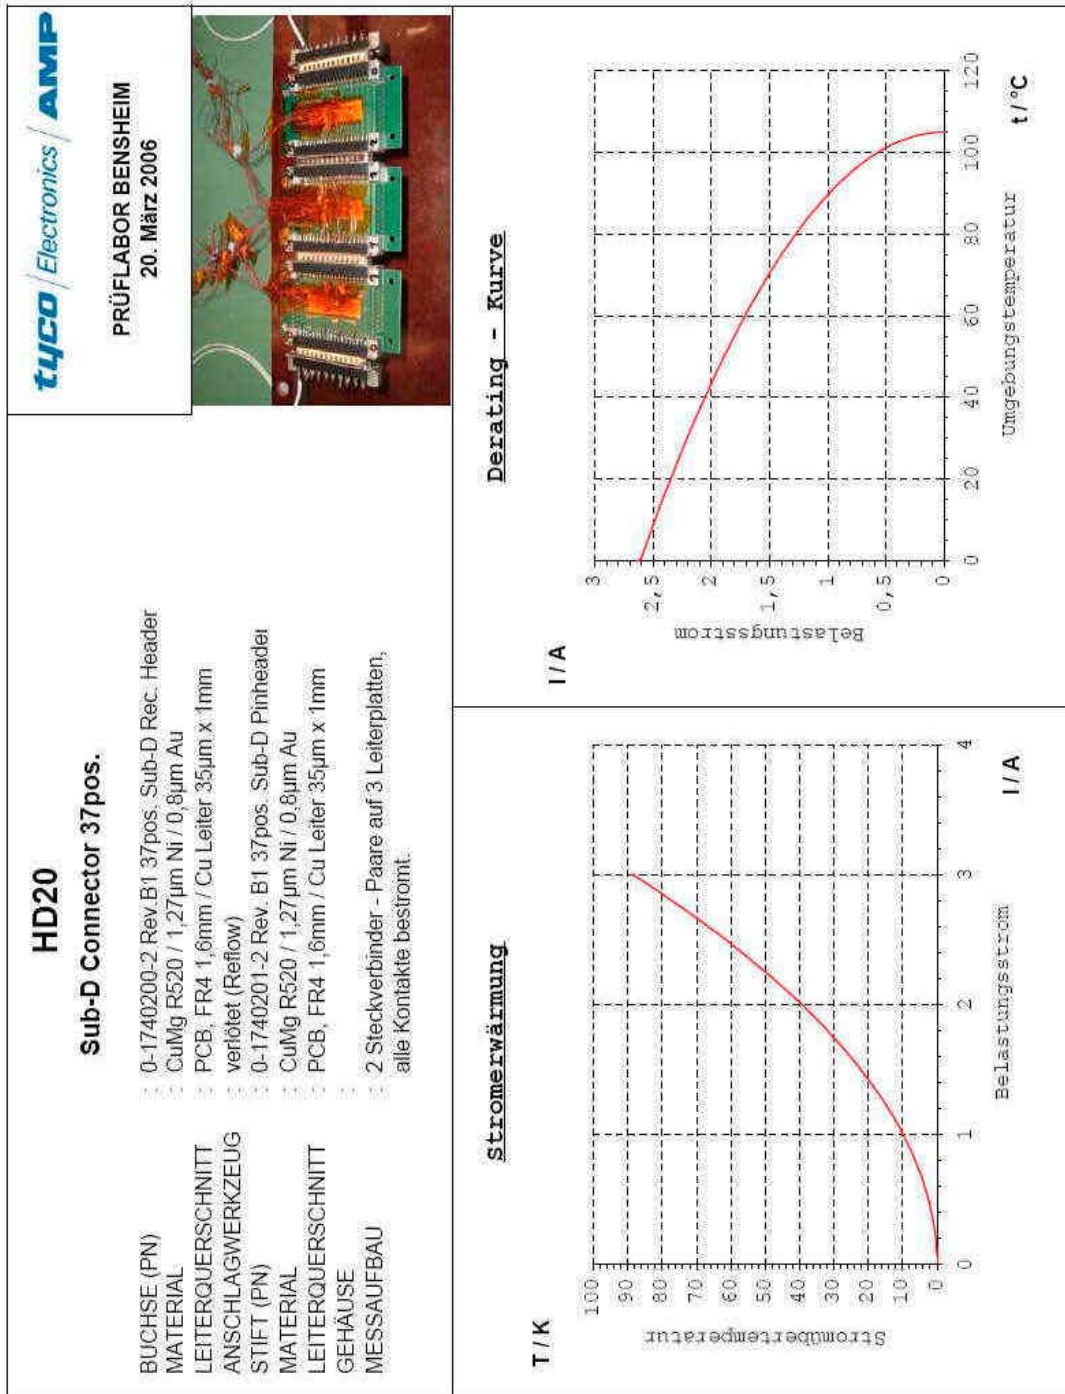 HD20
Sub-D Connector 37pos.
BUCHSE (PN) : 0-1740200-2 Rev.B1 37pos. Sub-D Rec. Header
MATERIAL : CuMg R520 / 1,27µm Ni / 0,8µm Au
LEITERQUERSCHNITT : PCB, FR4 1,6mm / Cu Leiter 35µm x 1mm
ANSCHLAGWERKZEUG : verlötet (Reflow)
STIFT (PN) : 0-1740201-2 Rev. B1 37pos. Sub-D Pinheader
MATERIAL : CuMg R520 / 1,27µm Ni / 0,8µm Au
LEITERQUERSCHNITT : PCB, FR4 1,6mm / Cu Leiter 35µm x 1mm
GEHÄUSE :
MESSAUFBAU : 2 Steckverbinder - Paare auf 3 Leiterplatten,
alle Kontakte bestromt.
tyco / Electronics / AMP
PRÜFLABOR BENSHEIM
20. März 2006
Stromerwärmung
T / K
Stromübertemperatur
100
90
80
70
60
50
40
30
20
10
0
0 1 2 3 4
Belastungsstrom
I / A
Derating - Kurve
I / A
Belastungsstrom
3
2,5
2
1,5
1
0,5
0
0 20 40 60 80 100 120
Umgebungstemperatur
t / °C